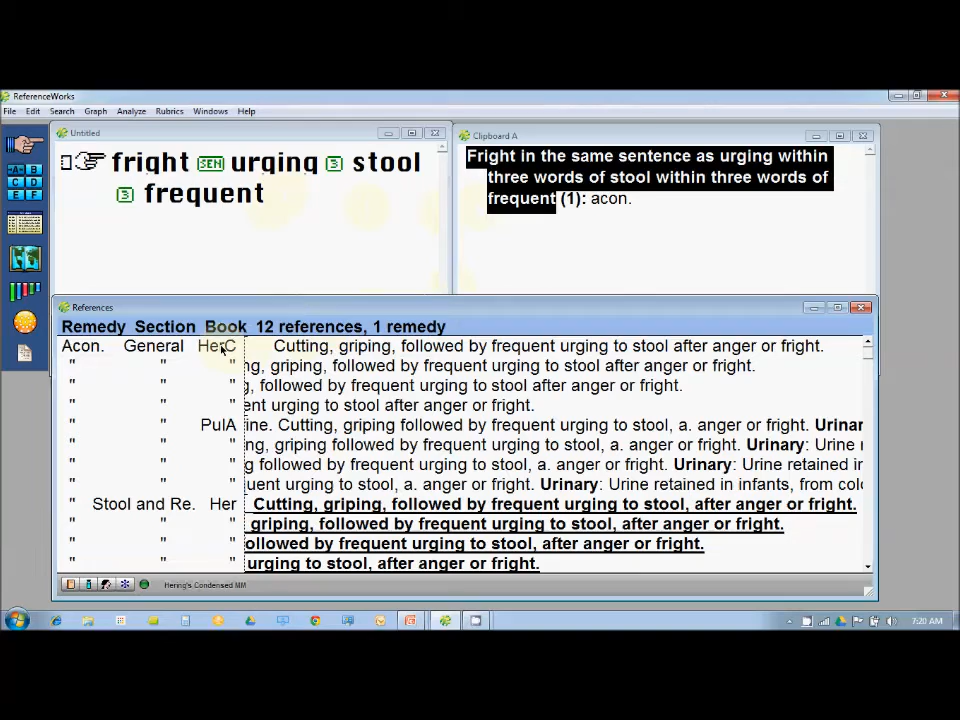 ReferenceWorks
File Edit Search Graph Analyze Rubrics Windows Help
Untitled
fright SEN urging 3 stool
3 frequent
Clipboard A
Fright in the same sentence as urging within
three words of stool within three words of
frequent (1): acon.
A B
C D
E F
References
Remedy Section Book 12 references, 1 remedy
Acon. General HerC Cutting, griping, followed by frequent urging to stool after anger or fright.
" " " ng, griping, followed by frequent urging to stool after anger or fright.
" " " g, followed by frequent urging to stool after anger or fright.
" " " ent urging to stool after anger or fright.
" " PulA ine. Cutting, griping followed by frequent urging to stool, a. anger or fright. Urinar
" " " ng, griping followed by frequent urging to stool, a. anger or fright. Urinary: Urine r
" " " g followed by frequent urging to stool, a. anger or fright. Urinary: Urine retained ir
" " " uent urging to stool, a. anger or fright. Urinary: Urine retained in infants, from colc
" Stool and Re. Her Cutting, griping, followed by frequent urging to stool, after anger or fright.
" " " griping, followed by frequent urging to stool, after anger or fright.
" " " ollowed by frequent urging to stool, after anger or fright.
" " " urging to stool, after anger or fright.
Hering's Condensed MM
7:20 AM